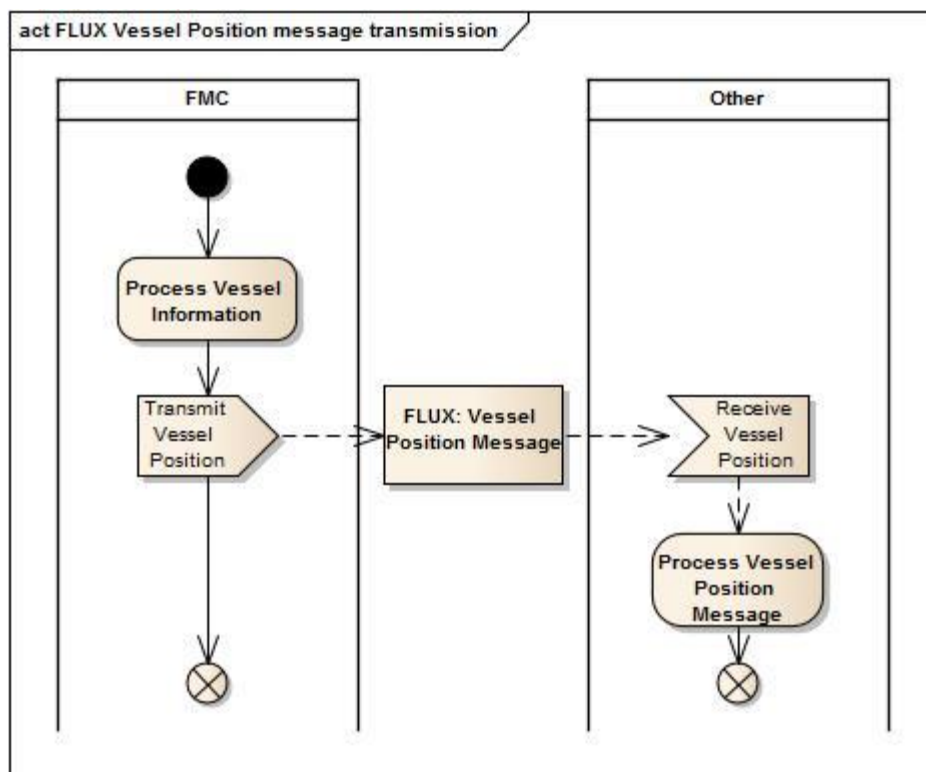 act FLUX Vessel Position message transmission
FMC
Other
Process Vessel
Information
Transmit
Vessel
Position
FLUX: Vessel
Position Message
Receive
Vessel
Position
Process Vessel
Position
Message